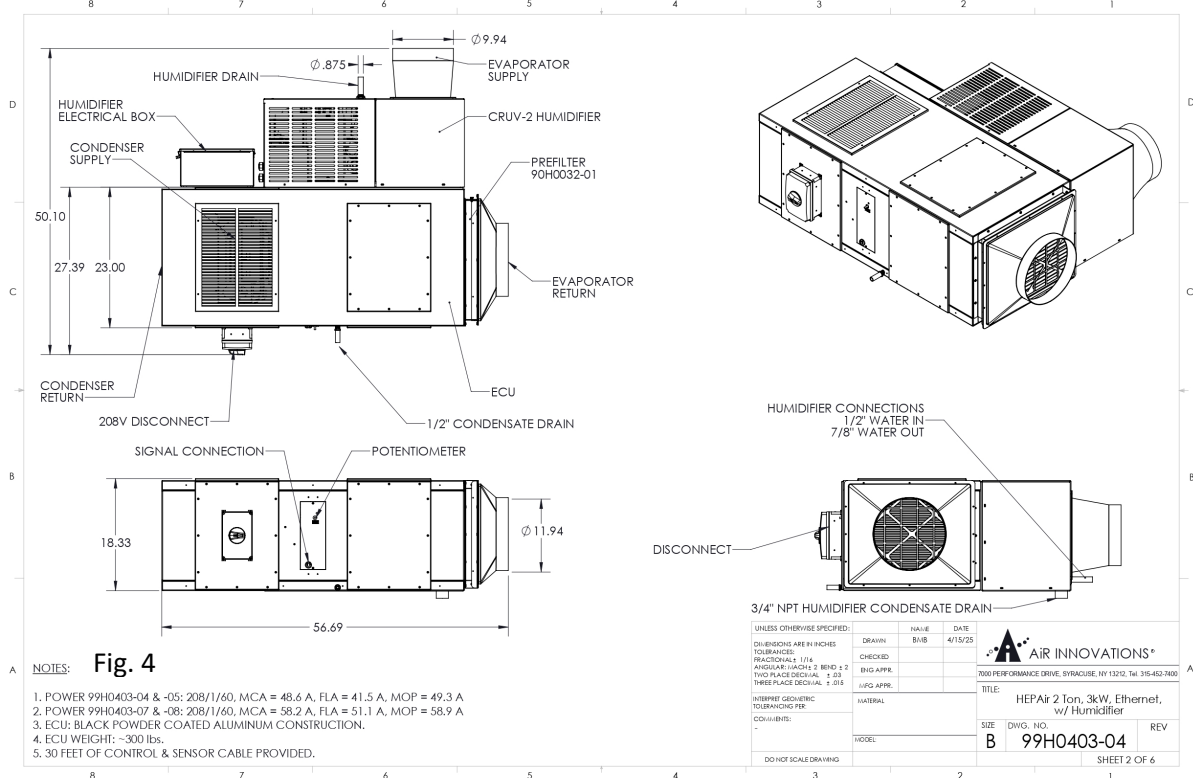 8 7 6 5 4 3 2 1
D
C
B
A
D
C
B
A
Ø9.94
Ø.875
HUMIDIFIER DRAIN
EVAPORATOR
SUPPLY
HUMIDIFIER
ELECTRICAL BOX
CRUV-2 HUMIDIFIER
CONDENSER
SUPPLY
PREFILTER
90H0032-01
50.10
27.39
23.00
EVAPORATOR
RETURN
CONDENSER
RETURN
ECU
208V DISCONNECT
1/2" CONDENSATE DRAIN
HUMIDIFIER CONNECTIONS
1/2" WATER IN
7/8" WATER OUT
SIGNAL CONNECTION
POTENTIOMETER
18.33
Ø11.94
DISCONNECT
3/4" NPT HUMIDIFIER CONDENSATE DRAIN
56.69
NOTES:
Fig. 4
1. POWER 99H0403-04 & -05: 208/1/60, MCA = 48.6 A, FLA = 41.5 A, MOP = 49.3 A
2. POWER 99H0403-07 & -08: 208/1/60, MCA = 58.2 A, FLA = 51.1 A, MOP = 58.9 A
3. ECU: BLACK POWDER COATED ALUMINUM CONSTRUCTION.
4. ECU WEIGHT: ~300 lbs.
5. 30 FEET OF CONTROL & SENSOR CABLE PROVIDED.
UNLESS OTHERWISE SPECIFIED:
DIMENSIONS ARE IN INCHES
TOLERANCES:
FRACTIONAL ± 1/16
ANGULAR: MACH ± 2 BEND ± 2
TWO PLACE DECIMAL ± .03
THREE PLACE DECIMAL ± .015
INTERPRET GEOMETRIC
TOLERANCING PER:
COMMENTS:
-
DO NOT SCALE DRAWING
NAME DATE
DRAWN BMB 4/15/25
CHECKED
ENG APPR.
MFG APPR.
MATERIAL
MODEL:
AiR INNOVATIONS®
7000 PERFORMANCE DRIVE, SYRACUSE, NY 13212, Tel. 315-452-7400
TITLE:
HEPAir 2 Ton, 3kW, Ethernet,
w/ Humidifier
SIZE DWG. NO. REV
B 99H0403-04
SHEET 2 OF 6
8 7 6 5 4 3 2 1